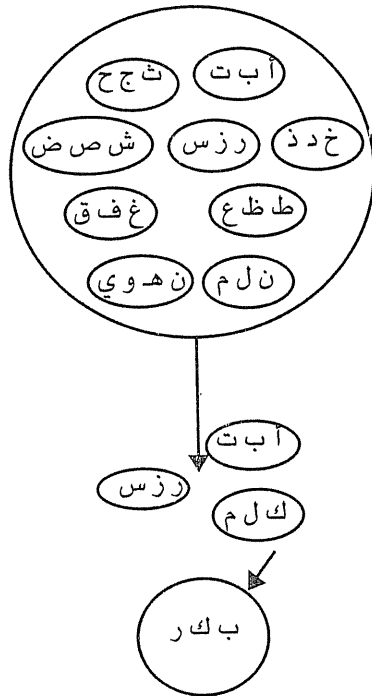 أ ب ت
ث ج ح
خ د ذ
ر ز س
ش ص ض
ط ظ ع
غ ف ق
ن ل م
ن هـ و ي
أ ب ت
ر ز س
ك ل م
ب ك ر